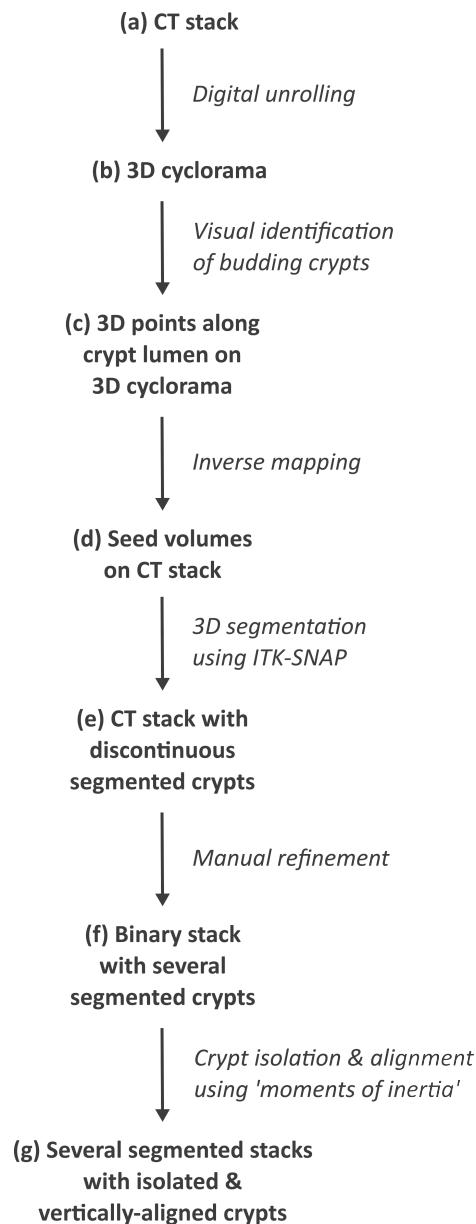 (a) CT stack
Digital unrolling
(b) 3D cyclorama
Visual identification
of budding crypts
(c) 3D points along
crypt lumen on
3D cyclorama
Inverse mapping
(d) Seed volumes
on CT stack
3D segmentation
using ITK-SNAP
(e) CT stack with
discontinuous
segmented crypts
Manual refinement
(f) Binary stack
with several
segmented crypts
Crypt isolation & alignment
using 'moments of inertia'
(g) Several segmented stacks
with isolated &
vertically-aligned crypts